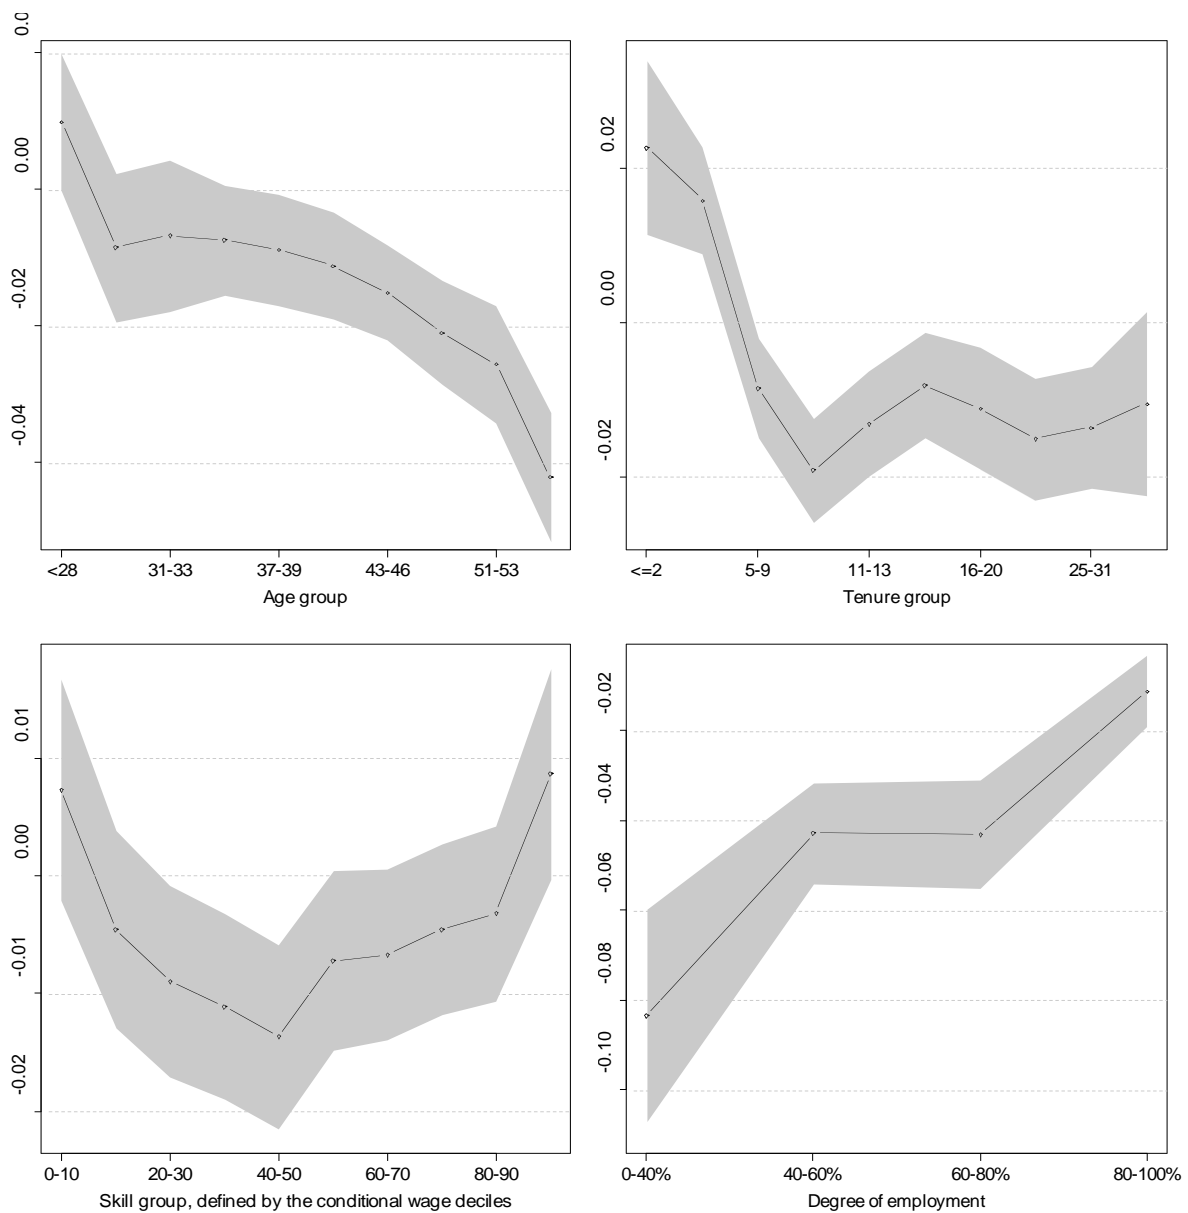 0.0
0.00
-0.02
-0.04
<28 31-33 37-39 43-46 51-53
Age group
0.02
0.00
-0.02
<=2 5-9 11-13 16-20 25-31
Tenure group
0.01
0.00
-0.01
-0.02
0-10 20-30 40-50 60-70 80-90
Skill group, defined by the conditional wage deciles
-0.02
-0.04
-0.06
-0.08
-0.10
0-40% 40-60% 60-80% 80-100%
Degree of employment